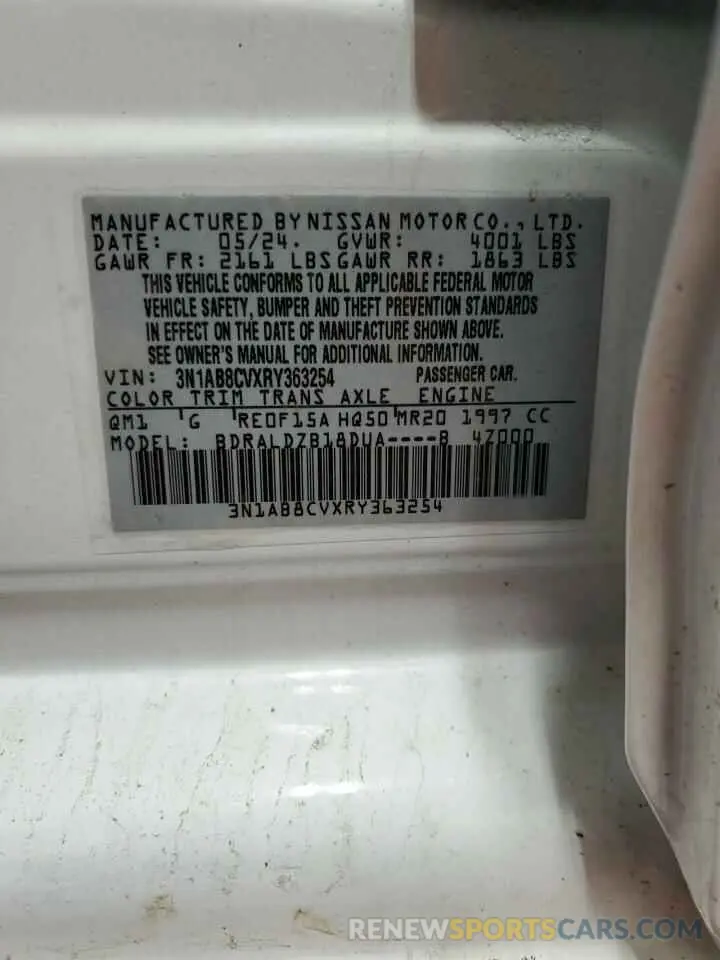 MANUFACTURED BY NISSAN MOTOR CO., LTD.
DATE: 05/24. GVWR: 4001 LBS
GAWR FR: 2161 LBS GAWR RR: 1863 LBS
THIS VEHICLE CONFORMS TO ALL APPLICABLE FEDERAL MOTOR
VEHICLE SAFETY, BUMPER AND THEFT PREVENTION STANDARDS
IN EFFECT ON THE DATE OF MANUFACTURE SHOWN ABOVE.
SEE OWNER'S MANUAL FOR ADDITIONAL INFORMATION.
VIN: 3N1AB8CVXRY363254 PASSENGER CAR.
COLOR TRIM TRANS AXLE ENGINE
QM1 'G 'RE0F15A HQ50 MR20 1997 CC
MODEL: BDRALDZB18DUA----B 4Z000
3N1AB8CVXRY363254
RENEWSPORTSCARS.COM